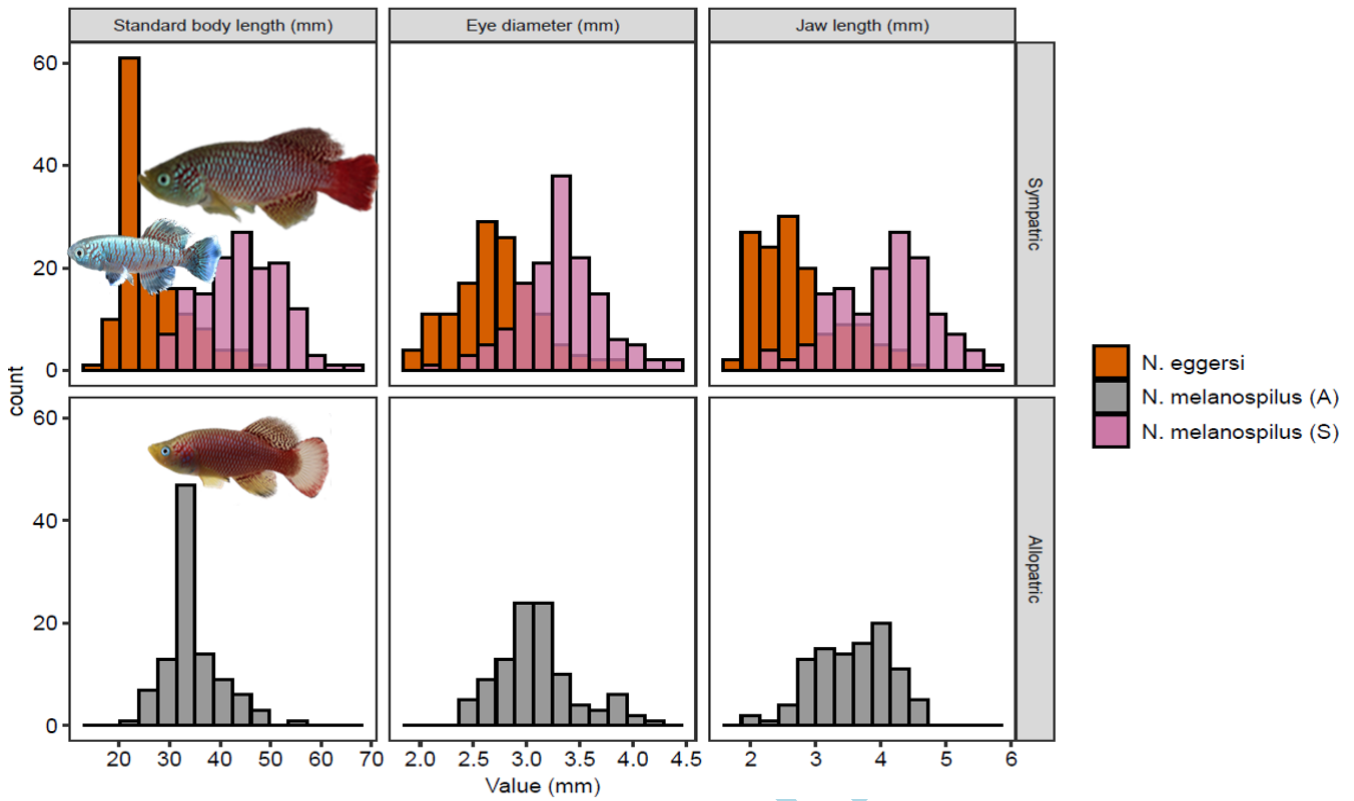 Standard body length (mm) Eye diameter (mm) Jaw length (mm)
60
40
20
0
Sympatric
count
60
40
20
0
Allopatric
20 30 40 50 60 70 2.0 2.5 3.0 3.5 4.0 4.5 2 3 4 5 6
Value (mm)
N. eggersi
N. melanospilus (A)
N. melanospilus (S)